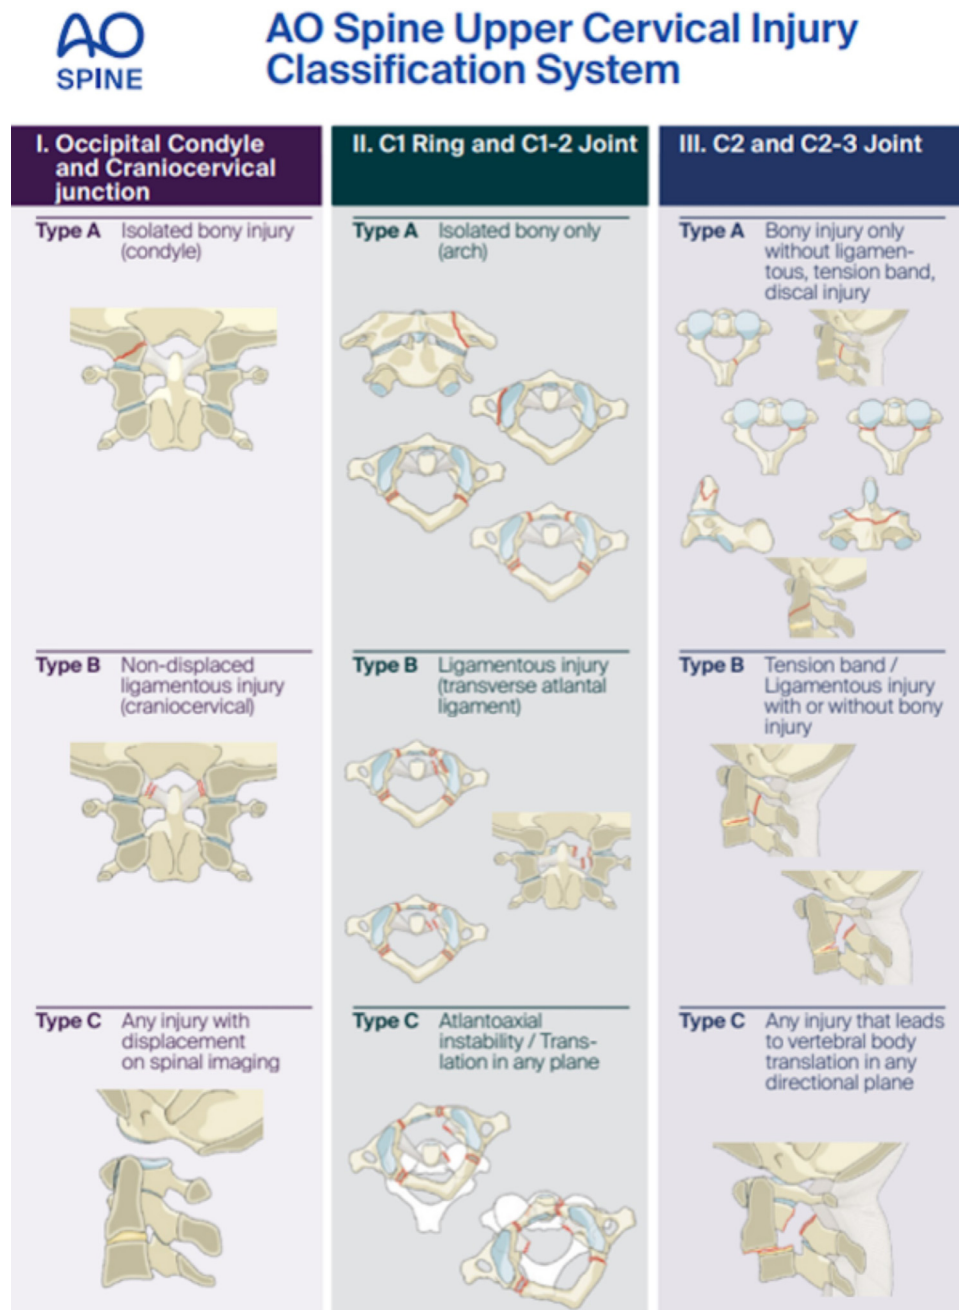 AO
SPINE
AO Spine Upper Cervical Injury
Classification System
I. Occipital Condyle
and Craniocervical
junction
Type A Isolated bony injury
(condyle)
Type B Non-displaced
ligamentous injury
(craniocervical)
Type C Any injury with
displacement
on spinal imaging
II. C1 Ring and C1-2 Joint
Type A Isolated bony only
(arch)
Type B Ligamentous injury
(transverse atlantal
ligament)
Type C Atlantoaxial
instability / Trans-
lation in any plane
III. C2 and C2-3 Joint
Type A Bony injury only
without ligamen-
tous, tension band,
discal injury
Type B Tension band /
Ligamentous injury
with or without bony
injury
Type C Any injury that leads
to vertebral body
translation in any
directional plane